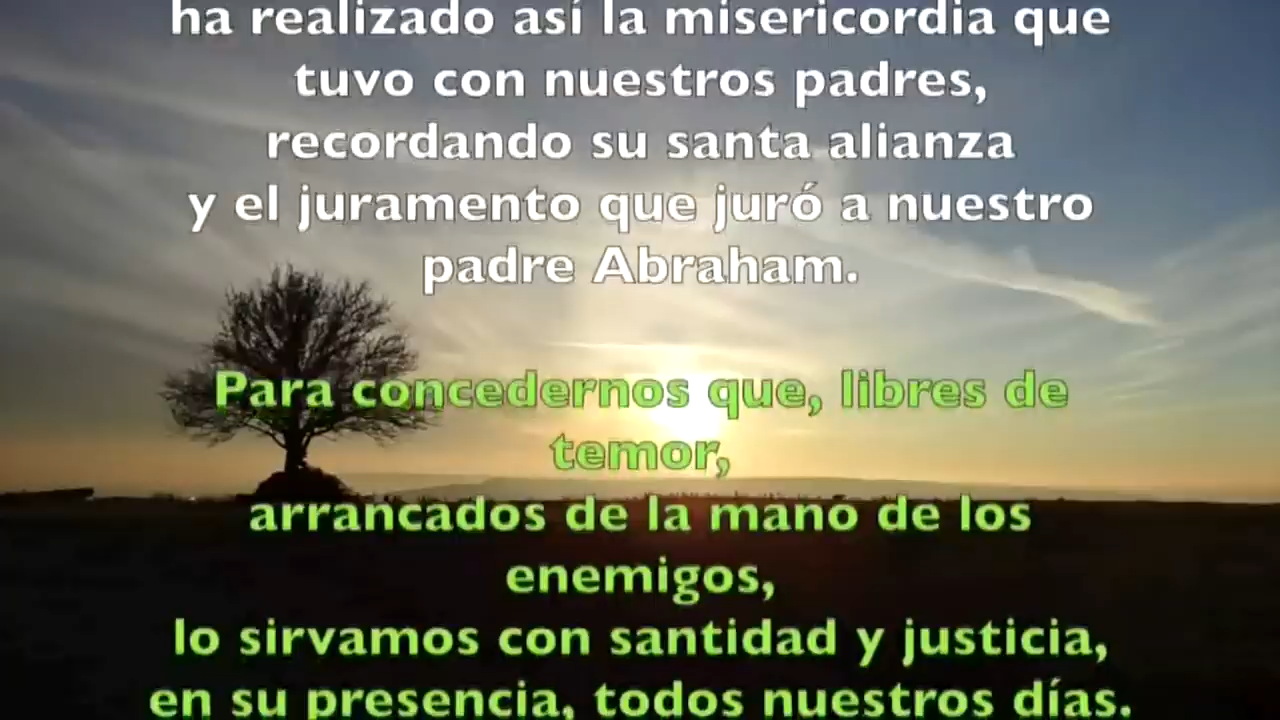 ha realizado así la misericordia que
tuvo con nuestros padres,
recordando su santa alianza
y el juramento que juró a nuestro
padre Abraham.
Para concedernos que, libres de
temor,
arrancados de la mano de los
enemigos,
lo sirvamos con santidad y justicia,
en su presencia, todos nuestros días.